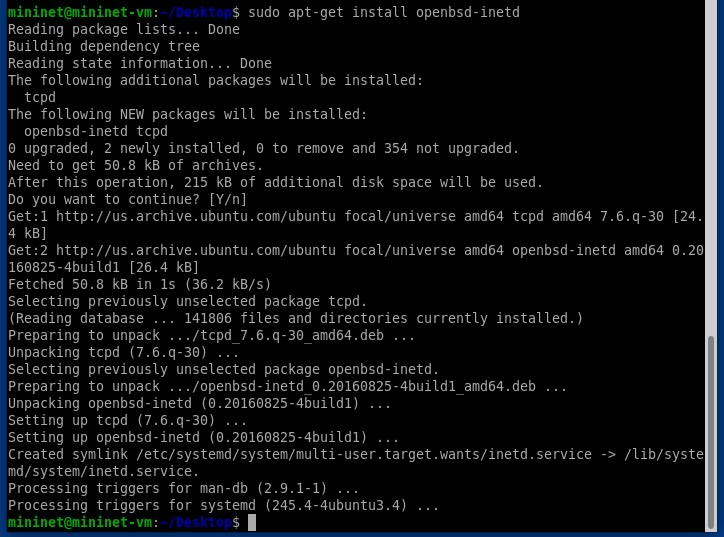 mininet@mininet-vm:~/Desktop$ sudo apt-get install openbsd-inetd
Reading package lists... Done
Building dependency tree
Reading state information... Done
The following additional packages will be installed:
  tcpd
The following NEW packages will be installed:
  openbsd-inetd tcpd
0 upgraded, 2 newly installed, 0 to remove and 354 not upgraded.
Need to get 50.8 kB of archives.
After this operation, 215 kB of additional disk space will be used.
Do you want to continue? [Y/n]
Get:1 http://us.archive.ubuntu.com/ubuntu focal/universe amd64 tcpd amd64 7.6.q-30 [24.
4 kB]
Get:2 http://us.archive.ubuntu.com/ubuntu focal/universe amd64 openbsd-inetd amd64 0.20
160825-4build1 [26.4 kB]
Fetched 50.8 kB in 1s (36.2 kB/s)
Selecting previously unselected package tcpd.
(Reading database ... 141806 files and directories currently installed.)
Preparing to unpack .../tcpd_7.6.q-30_amd64.deb ...
Unpacking tcpd (7.6.q-30) ...
Selecting previously unselected package openbsd-inetd.
Preparing to unpack .../openbsd-inetd_0.20160825-4build1_amd64.deb ...
Unpacking openbsd-inetd (0.20160825-4build1) ...
Setting up tcpd (7.6.q-30) ...
Setting up openbsd-inetd (0.20160825-4build1) ...
Created symlink /etc/systemd/system/multi-user.target.wants/inetd.service -> /lib/syste
md/system/inetd.service.
Processing triggers for man-db (2.9.1-1) ...
Processing triggers for systemd (245.4-4ubuntu3.4) ...
mininet@mininet-vm:~/Desktop$